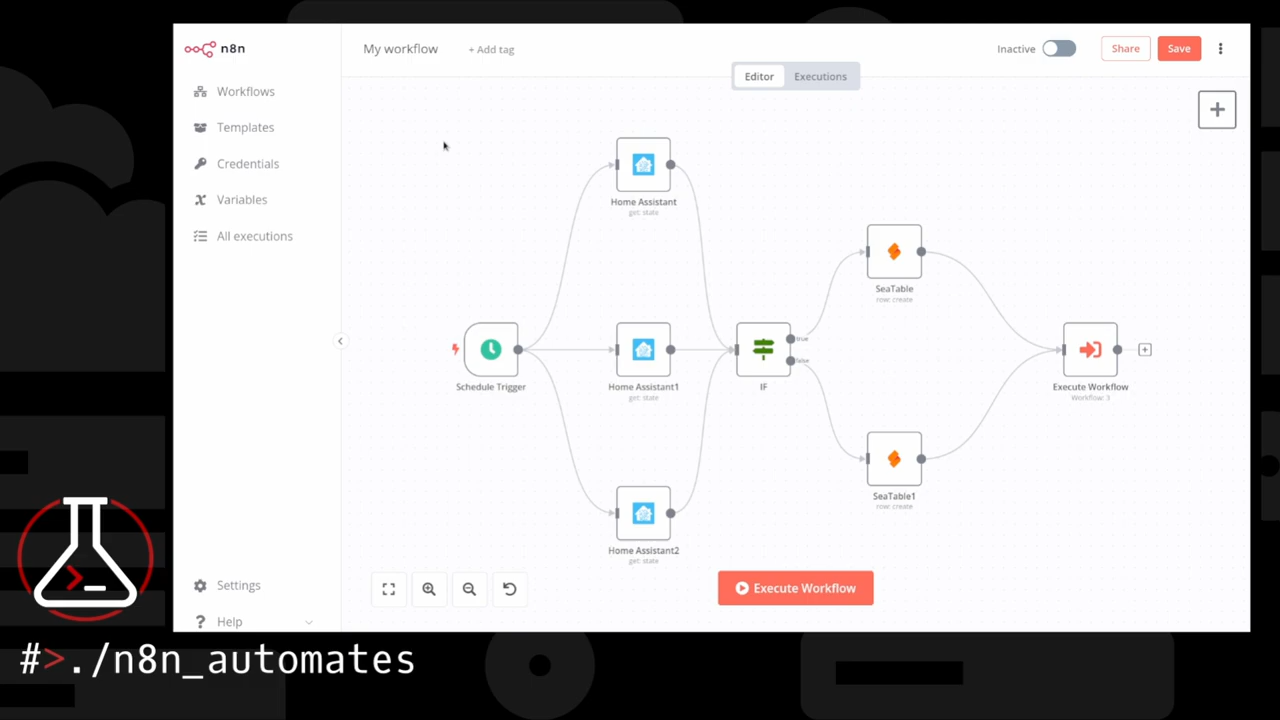 n8n
My workflow
+ Add tag
Inactive
Share
Save
Editor
Executions
Workflows
Templates
Credentials
Variables
All executions
Home Assistant
get: state
SeaTable
row: create
Schedule Trigger
Home Assistant1
get: state
true
false
IF
Execute Workflow
Workflow: 3
SeaTable1
row: create
Home Assistant2
get: state
Settings
Help
Execute Workflow
#>./n8n_automates